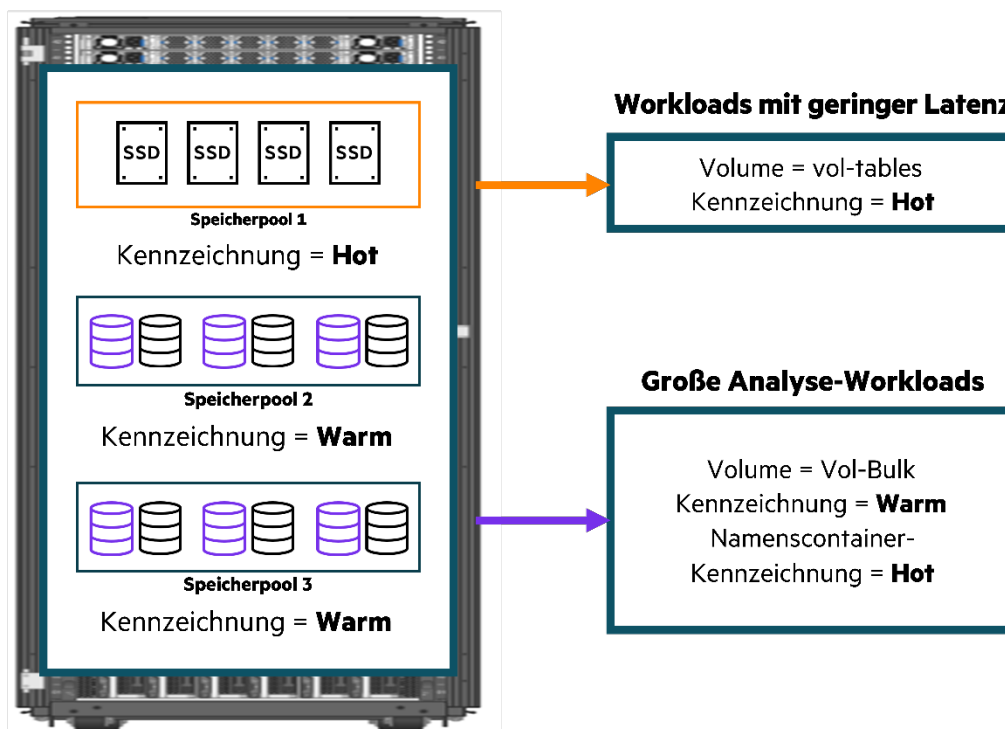 SSD SSD SSD SSD
Speicherpool 1
Kennzeichnung = Hot
Speicherpool 2
Kennzeichnung = Warm
Speicherpool 3
Kennzeichnung = Warm
Workloads mit geringer Latenz
Volume = vol-tables
Kennzeichnung = Hot
Große Analyse-Workloads
Volume = Vol-Bulk
Kennzeichnung = Warm
Namenscontainer-
Kennzeichnung = Hot